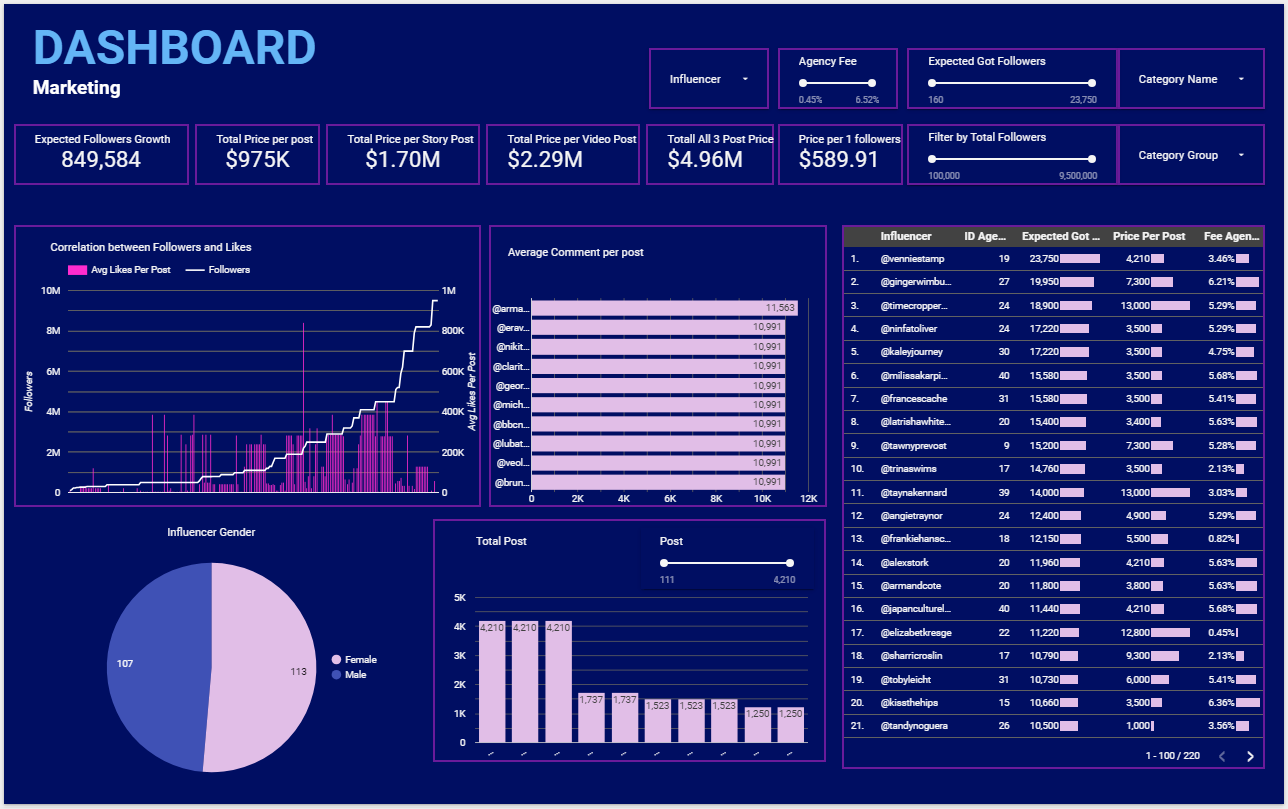 DASHBOARD
Marketing
Influencer
Agency Fee
0.45% 6.52%
Expected Got Followers
160 23,750
Category Name
Expected Followers Growth
849,584
Total Price per post
$975K
Total Price per Story Post
$1.70M
Total Price per Video Post
$2.29M
Totall All 3 Post Price
$4.96M
Price per 1 followers
$589.91
Filter by Total Followers
100,000 9,500,000
Category Group
Correlation between Followers and Likes
Avg Likes Per Post Followers
10M 1M
8M 800K
6M 600K
4M 400K
2M 200K
0 0
Followers
Avg Likes Per Post
Average Comment per post
@arma... 11,563
@erav... 10,991
@nikit... 10,991
@clarit... 10,991
@geor... 10,991
@mich... 10,991
@bbcn... 10,991
@lubat... 10,991
@veol... 10,991
@brun... 10,991
0 2K 4K 6K 8K 10K 12K
Influencer ID Age... Expected Got ... Price Per Post Fee Agen...
1. @venniestamp 19 23,750 4,210 3.46%
2. @gingerwimbu... 27 19,950 7,300 6.21%
3. @timecropper... 24 18,900 13,000 5.29%
4. @ninfatoliver 24 17,220 3,500 5.29%
5. @kaleyjourney 30 17,220 3,500 4.75%
6. @milissakarpi... 40 15,580 3,500 5.68%
7. @francescache 31 15,580 3,500 5.41%
8. @latrishawhite... 20 15,400 3,400 5.63%
9. @tawnyprevost 9 15,200 7,300 5.28%
10. @trinaswims 17 14,760 3,500 2.13%
11. @taynakennard 39 14,000 13,000 3.03%
12. @angietraynor 24 12,400 4,900 5.29%
13. @frankiehansc... 18 12,150 5,500 0.82%
14. @alexstork 20 11,960 4,210 5.63%
15. @armandcote 20 11,800 3,800 5.63%
16. @japanculturel... 40 11,440 4,210 5.68%
17. @elizabetkresge 22 11,220 12,800 0.45%
18. @sharricroslin 17 10,790 9,300 2.13%
19. @tobyleicht 31 10,730 6,000 5.41%
20. @kissthehips 15 10,660 3,500 6.36%
21. @tandynoguera 26 10,500 1,000 3.56%
1 - 100 / 220
Influencer Gender
107 113
Female
Male
Total Post
Post
111 4,210
5K
4K
3K
2K
1K
0
4,210 4,210 4,210 1,737 1,737 1,523 1,523 1,523 1,250 1,250
... ... ... ... ... ... ... ... ... ...